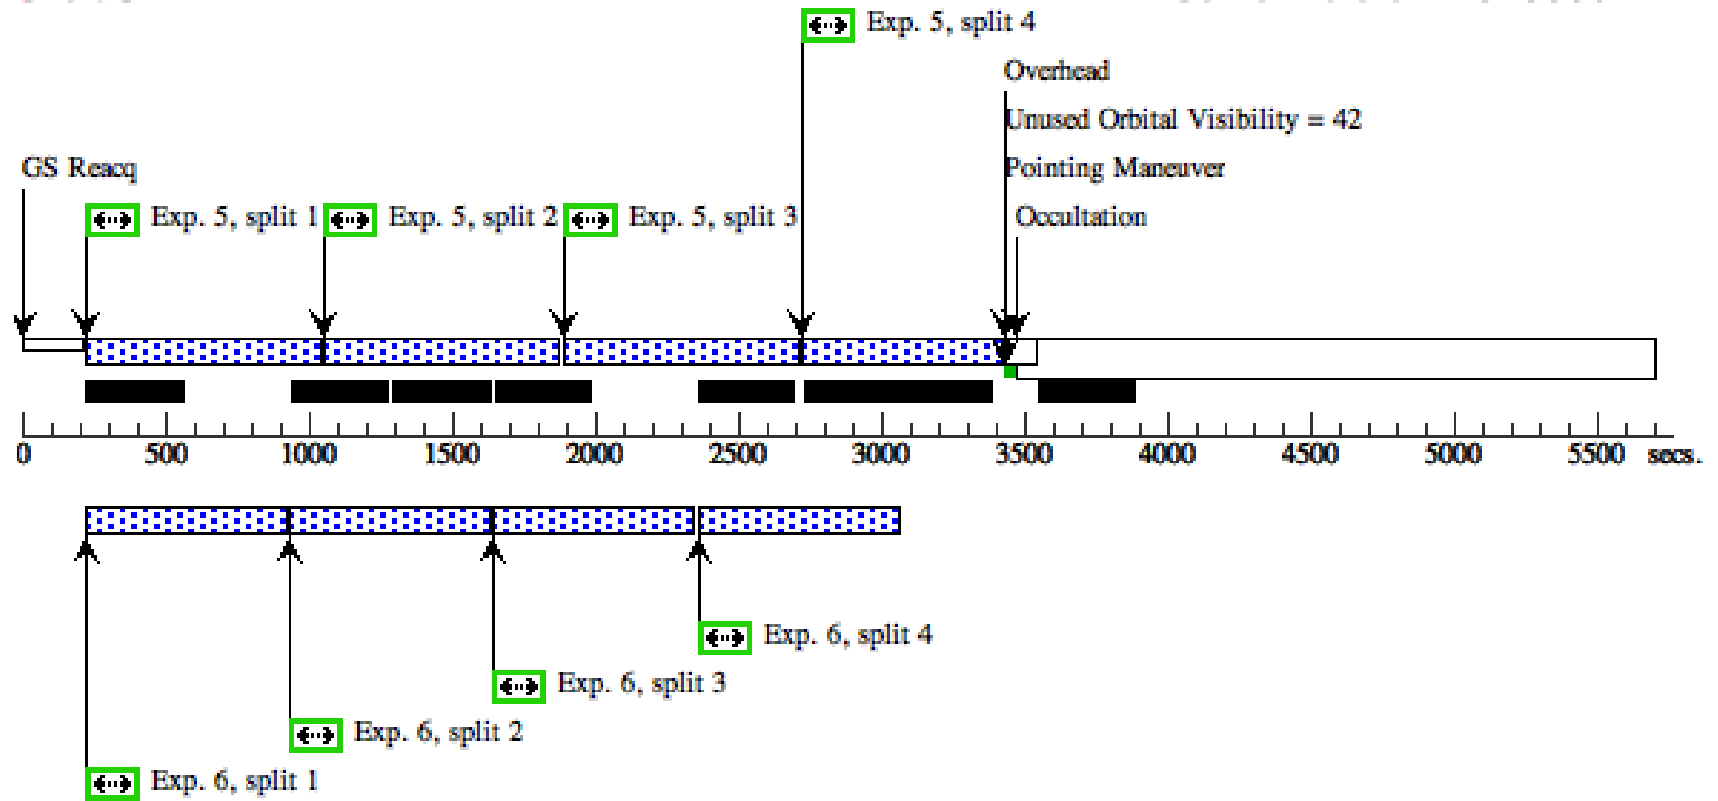 Exp. 5, split 4
Overhead
Unused Orbital Visibility = 42
GS Reacq
Pointing Maneuver
Exp. 5, split 1
Exp. 5, split 2
Exp. 5, split 3
Occultation
0 500 1000 1500 2000 2500 3000 3500 4000 4500 5000 5500 secs.
Exp. 6, split 4
Exp. 6, split 3
Exp. 6, split 2
Exp. 6, split 1